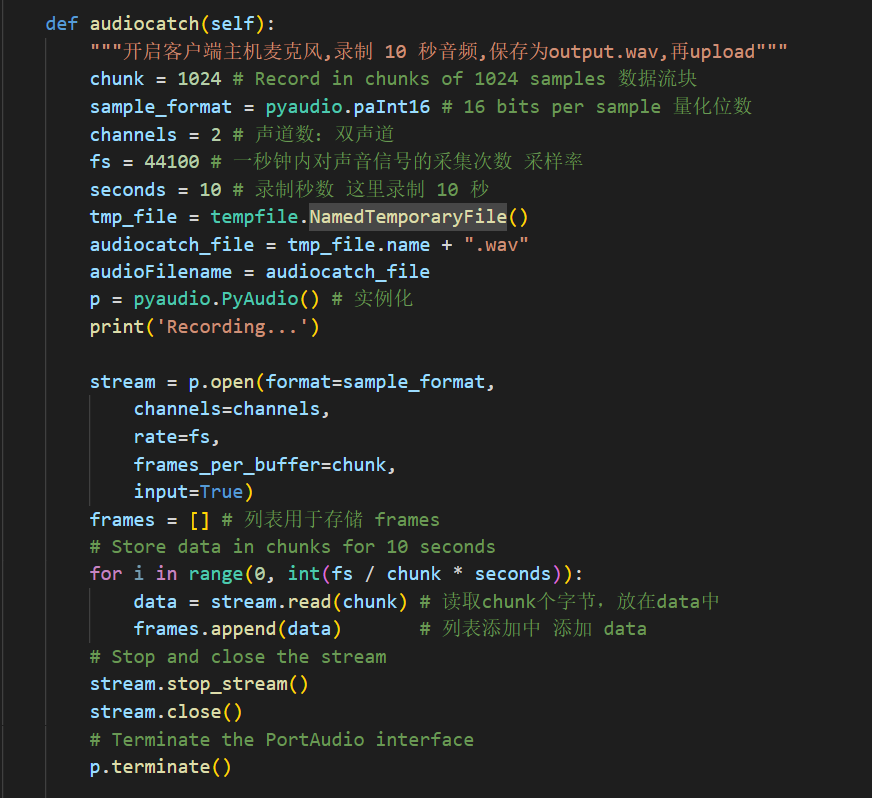 def audiocatch(self):
"""开启客户端主机麦克风,录制 10 秒音频,保存为output.wav,再upload"""
chunk = 1024 # Record in chunks of 1024 samples 数据流块
sample_format = pyaudio.paInt16 # 16 bits per sample 量化位数
channels = 2 # 声道数：双声道
fs = 44100 # 一秒钟内对声音信号的采集次数 采样率
seconds = 10 # 录制秒数 这里录制 10 秒
tmp_file = tempfile.NamedTemporaryFile()
audiocatch_file = tmp_file.name + ".wav"
audioFilename = audiocatch_file
p = pyaudio.PyAudio() # 实例化
print('Recording...')
stream = p.open(format=sample_format,
channels=channels,
rate=fs,
frames_per_buffer=chunk,
input=True)
frames = [] # 列表用于存储 frames
# Store data in chunks for 10 seconds
for i in range(0, int(fs / chunk * seconds)):
data = stream.read(chunk) # 读取chunk个字节，放在data中
frames.append(data) # 列表添加中 添加 data
# Stop and close the stream
stream.stop_stream()
stream.close()
# Terminate the PortAudio interface
p.terminate()